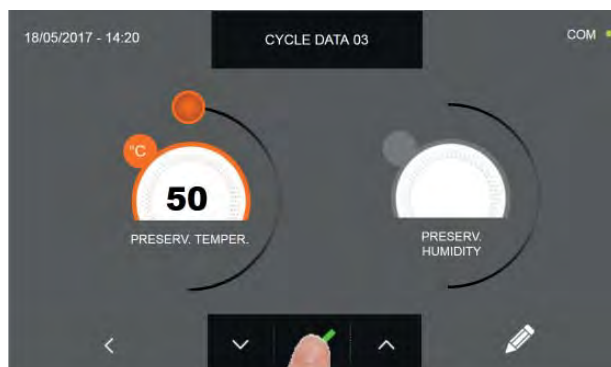 18/05/2017 - 14:20
CYCLE DATA 03
COM
°C
50
PRESERV. TEMPER.
PRESERV.
HUMIDITY